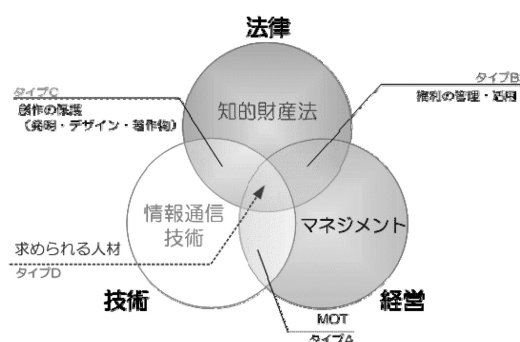 法律
タイプC
創作の保護
(発明・デザイン・著作物)
タイプB
権利の管理・活用
知的財産法
情報通信
技術
マネジメント
求められる人材
タイプD
技術
経営
MOT
タイプA